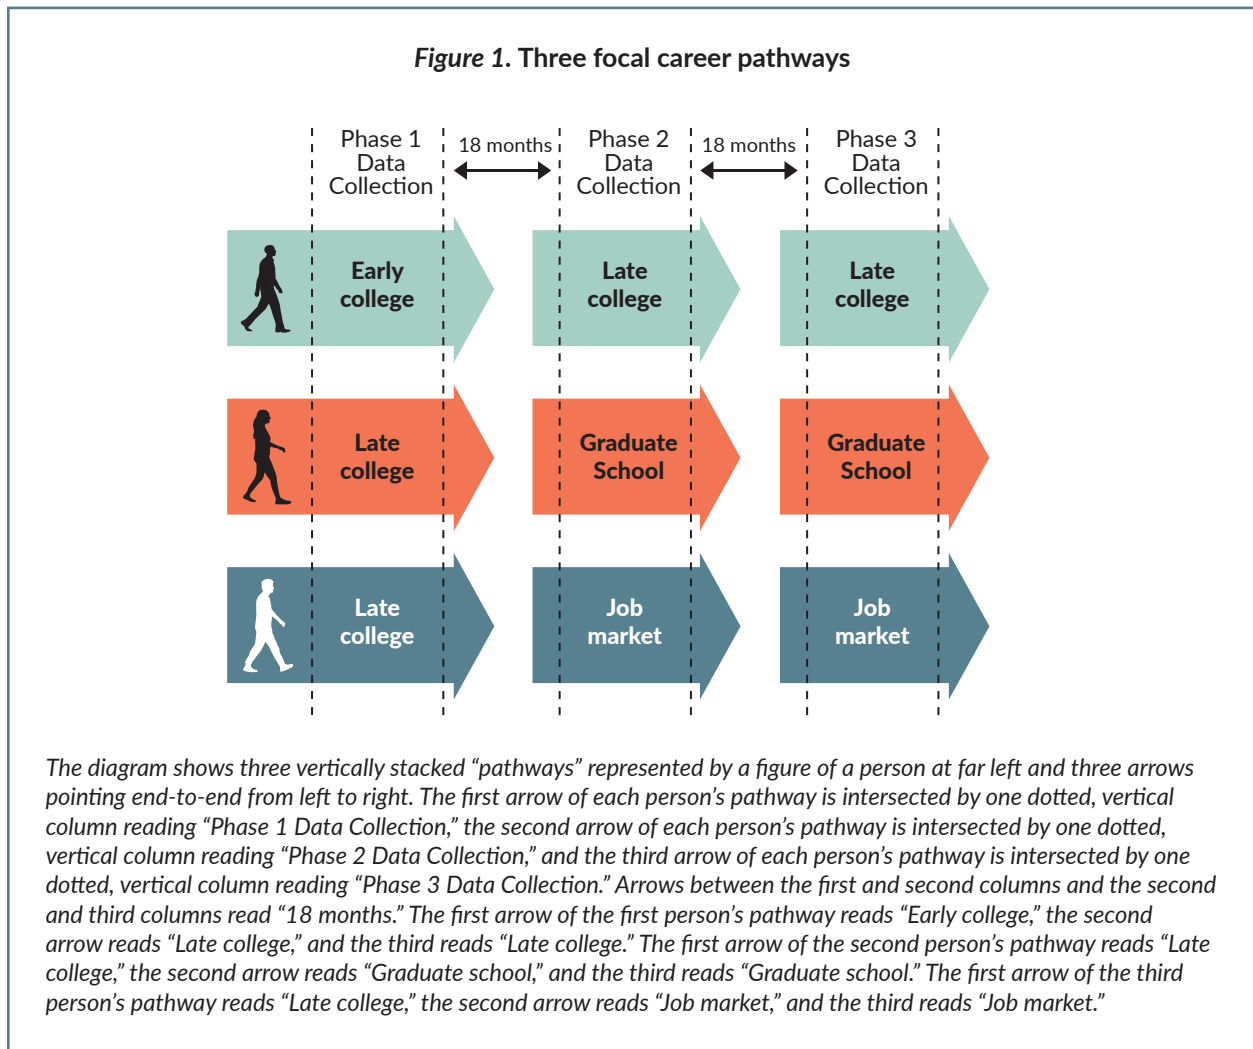 Figure 1. Three focal career pathways
Phase 1
Data
Collection
18 months
Phase 2
Data
Collection
18 months
Phase 3
Data
Collection
Early
college
Late
college
Late
college
Late
college
Graduate
School
Graduate
School
Late
college
Job
market
Job
market
The diagram shows three vertically stacked “pathways” represented by a figure of a person at far left and three arrows
pointing end-to-end from left to right. The first arrow of each person’s pathway is intersected by one dotted, vertical
column reading “Phase 1 Data Collection,” the second arrow of each person’s pathway is intersected by one dotted,
vertical column reading “Phase 2 Data Collection,” and the third arrow of each person’s pathway is intersected by one
dotted, vertical column reading “Phase 3 Data Collection.” Arrows between the first and second columns and the second
and third columns read “18 months.” The first arrow of the first person’s pathway reads “Early college,” the second
arrow reads “Late college,” and the third reads “Late college.” The first arrow of the second person’s pathway reads “Late
college,” the second arrow reads “Graduate school,” and the third reads “Graduate school.” The first arrow of the third
person’s pathway reads “Late college,” the second arrow reads “Job market,” and the third reads “Job market.”